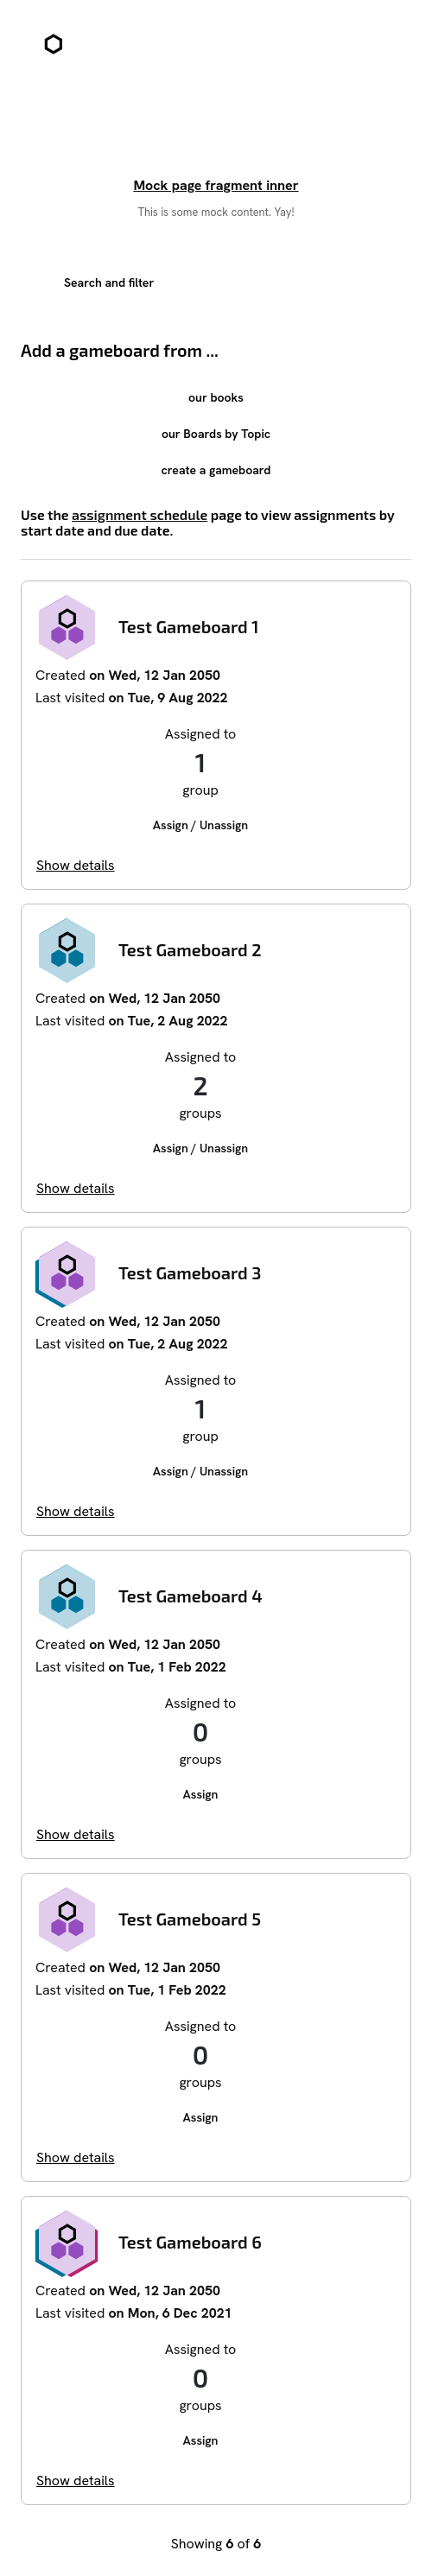 Mock page fragment inner
This is some mock content. Yay!
Search and filter
Add a gameboard from ...
our books
our Boards by Topic
create a gameboard
Use the assignment schedule page to view assignments by
start date and due date.
Test Gameboard 1
Created on Wed, 12 Jan 2050
Last visited on Tue, 9 Aug 2022
Assigned to
1
group
Assign / Unassign
Show details
Test Gameboard 2
Created on Wed, 12 Jan 2050
Last visited on Tue, 2 Aug 2022
Assigned to
2
groups
Assign / Unassign
Show details
Test Gameboard 3
Created on Wed, 12 Jan 2050
Last visited on Tue, 2 Aug 2022
Assigned to
1
group
Assign / Unassign
Show details
Test Gameboard 4
Created on Wed, 12 Jan 2050
Last visited on Tue, 1 Feb 2022
Assigned to
0
groups
Assign
Show details
Test Gameboard 5
Created on Wed, 12 Jan 2050
Last visited on Tue, 1 Feb 2022
Assigned to
0
groups
Assign
Show details
Test Gameboard 6
Created on Wed, 12 Jan 2050
Last visited on Mon, 6 Dec 2021
Assigned to
0
groups
Assign
Show details
Showing 6 of 6